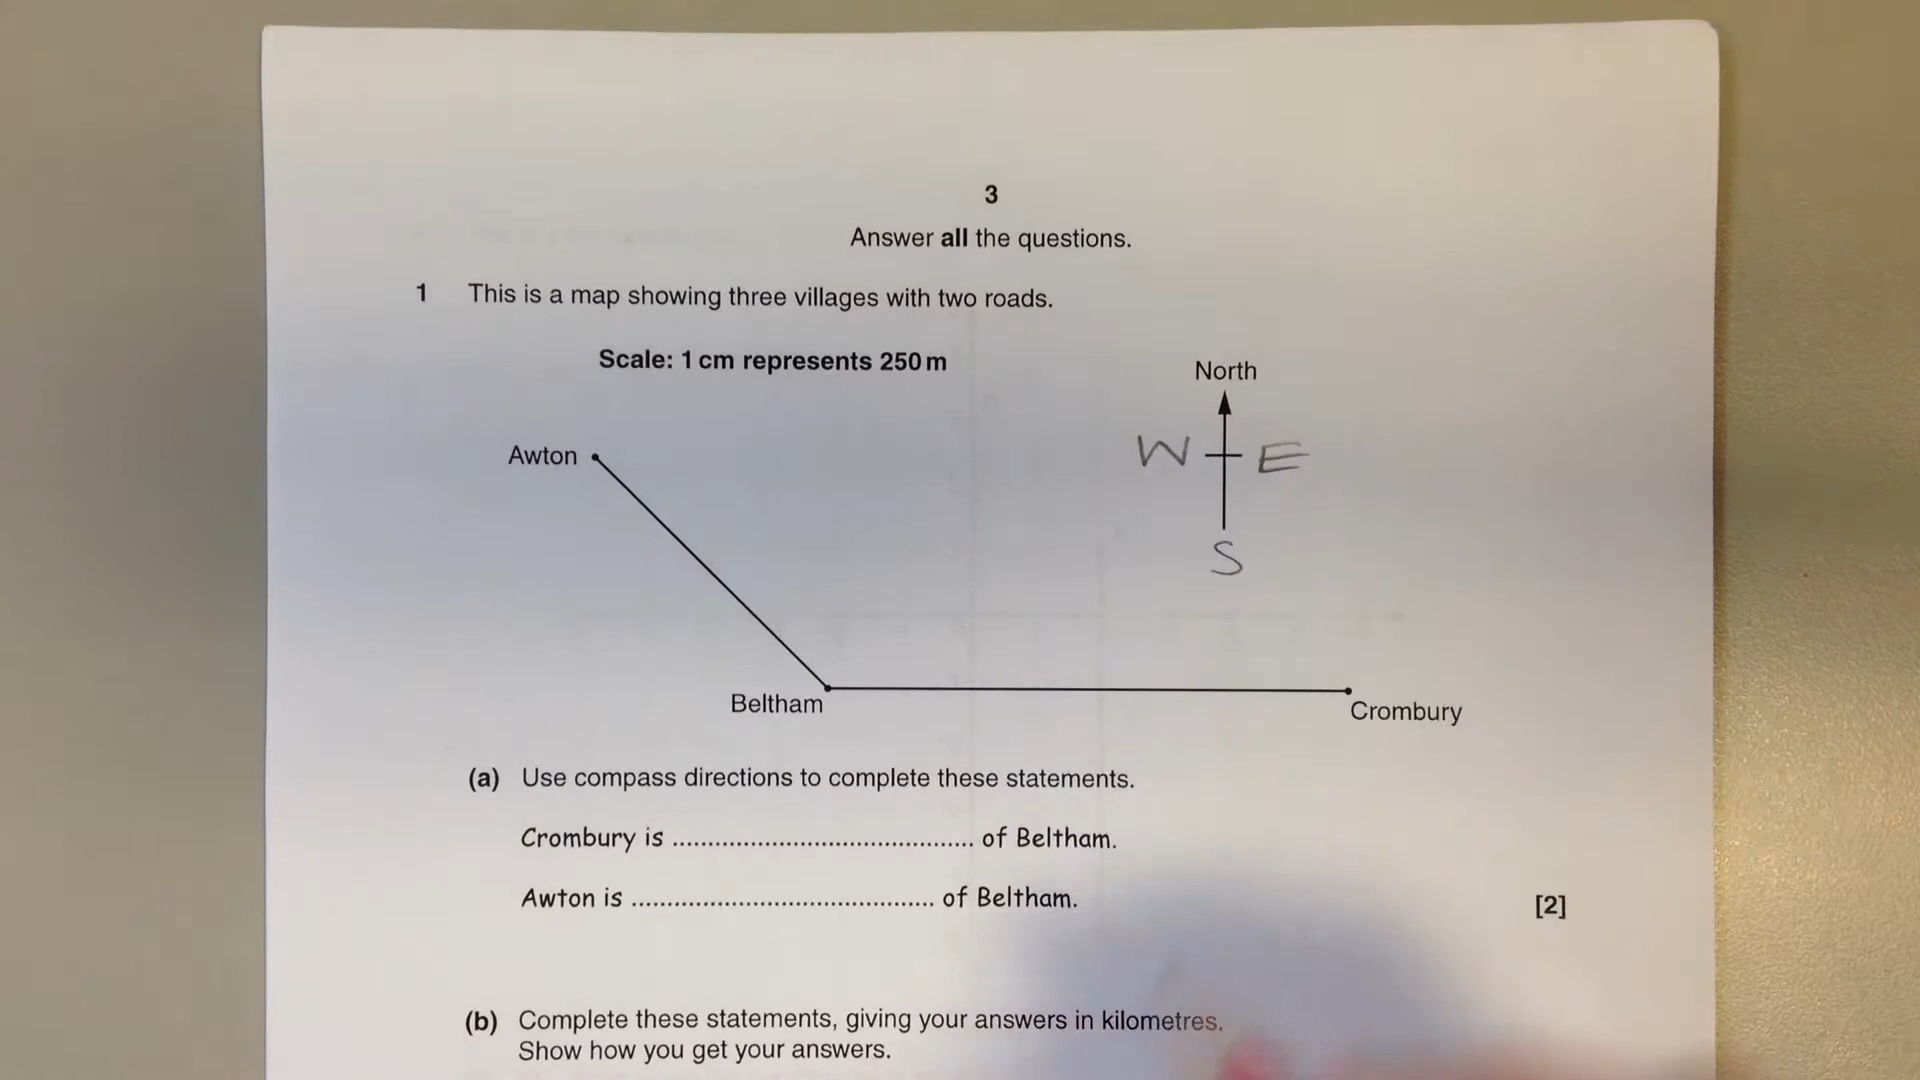 3
Answer all the questions.
1 This is a map showing three villages with two roads.
Scale: 1 cm represents 250 m
North
Awton
W E
S
Beltham
Crombury
(a) Use compass directions to complete these statements.
Crombury is .......................................... of Beltham.
Awton is .......................................... of Beltham.
[2]
(b) Complete these statements, giving your answers in kilometres.
Show how you get your answers.